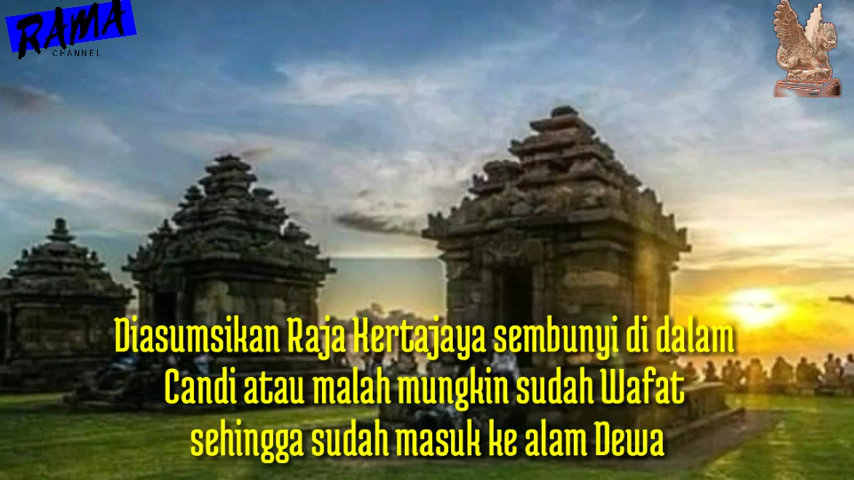 RAMA
CHANNEL
Diasumsikan Raja Kertajaya sembunyi di dalam
Candi atau malah mungkin sudah Wafat
sehingga sudah masuk ke alam Dewa